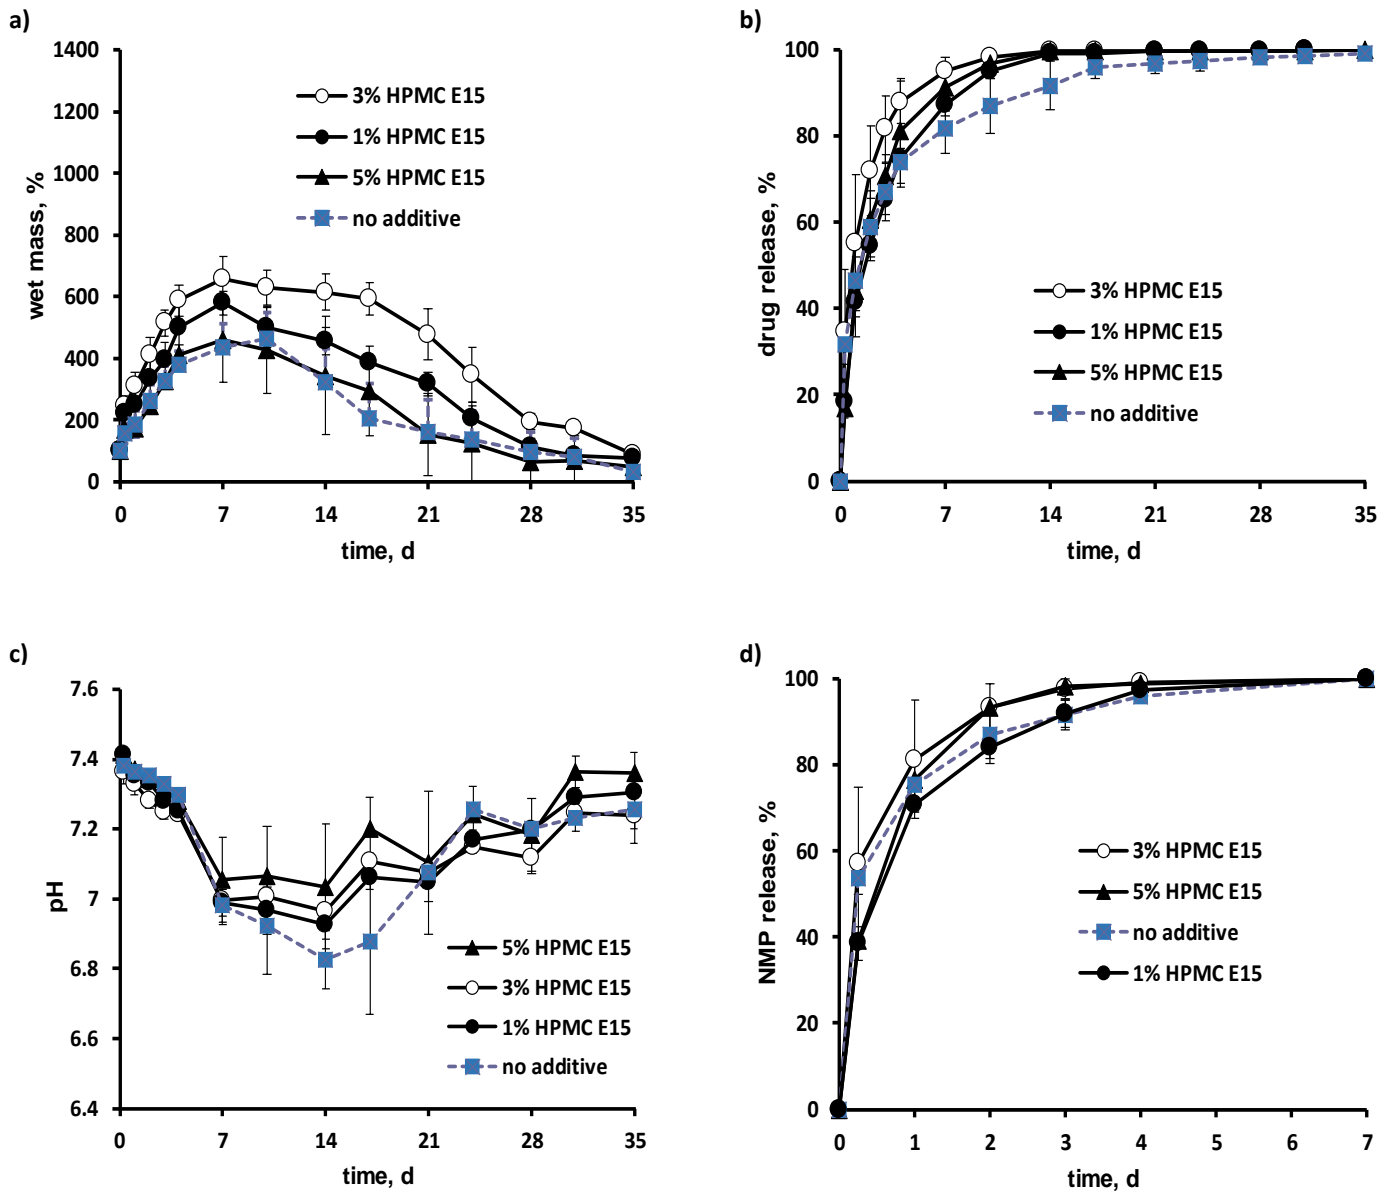 a)
1400
1200
1000
800
600
400
200
0
wet mass, %
3% HPMC E15
1% HPMC E15
5% HPMC E15
no additive
0 7 14 21 28 35
time, d
b)
100
80
60
40
20
0
drug release, %
3% HPMC E15
1% HPMC E15
5% HPMC E15
no additive
0 7 14 21 28 35
time, d
c)
7.6
7.4
7.2
7
6.8
6.6
6.4
pH
5% HPMC E15
3% HPMC E15
1% HPMC E15
no additive
0 7 14 21 28 35
time, d
d)
100
80
60
40
20
0
NMP release, %
3% HPMC E15
5% HPMC E15
no additive
1% HPMC E15
0 1 2 3 4 5 6 7
time, d